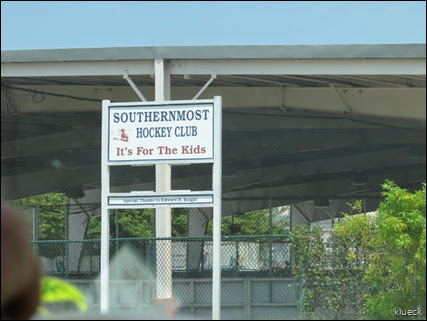 SOUTHERNMOST
HOCKEY CLUB
It's For The Kids
Special Thanks to Edward B. Knight
klueck